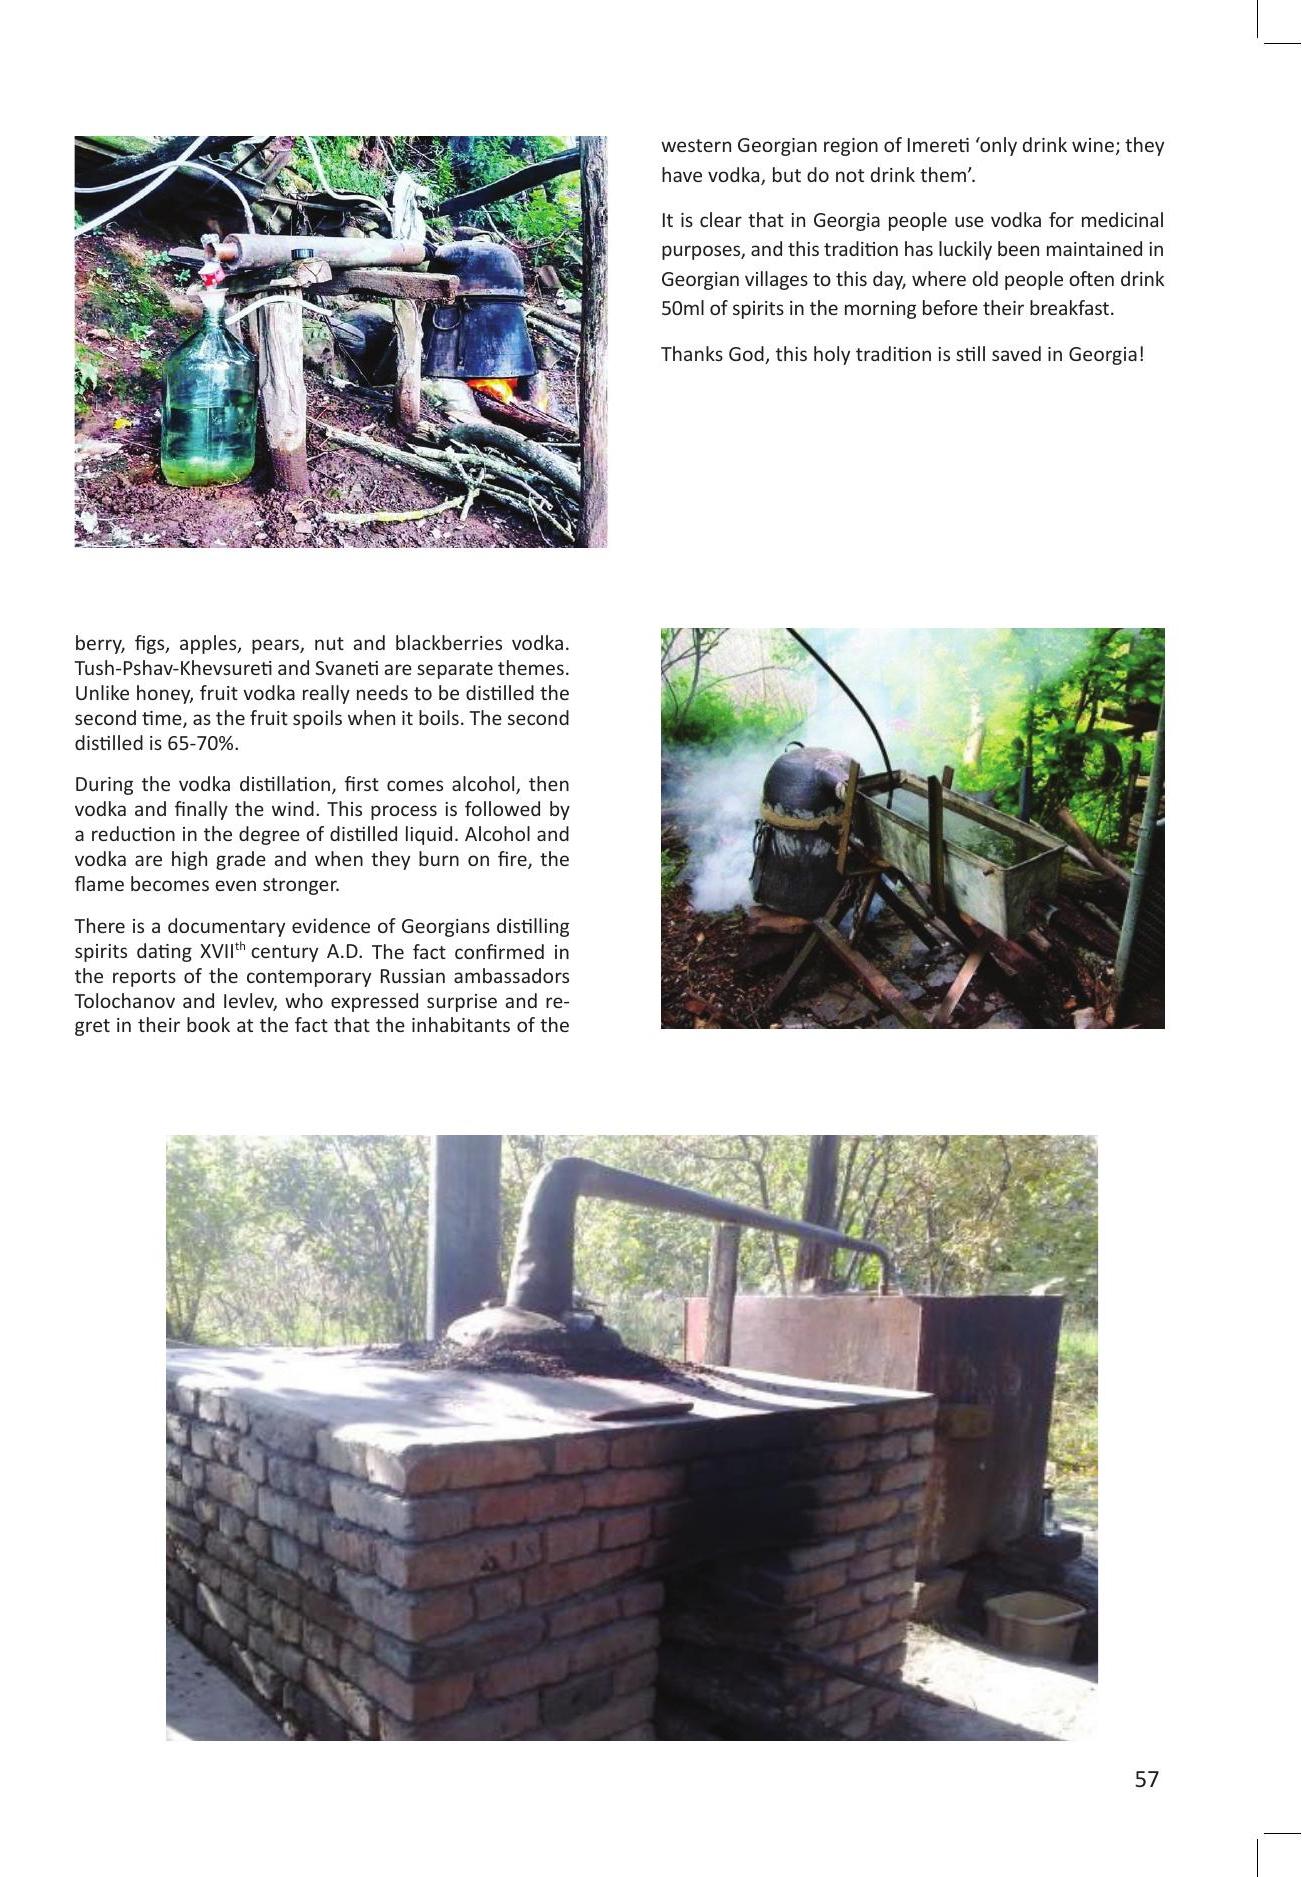 berry, figs, apples, pears, nut and blackberries vodka.
Tush-Pshav-Khevsureti and Svaneti are separate themes.
Unlike honey, fruit vodka really needs to be distilled the
second time, as the fruit spoils when it boils. The second
distilled is 65-70%.
During the vodka distillation, first comes alcohol, then
vodka and finally the wind. This process is followed by
a reduction in the degree of distilled liquid. Alcohol and
vodka are high grade and when they burn on fire, the
flame becomes even stronger.
There is a documentary evidence of Georgians distilling
spirits dating XVIIth century A.D. The fact confirmed in
the reports of the contemporary Russian ambassadors
Tolochanov and Ievlev, who expressed surprise and re-
gret in their book at the fact that the inhabitants of the
western Georgian region of Imereti ‘only drink wine; they
have vodka, but do not drink them’.
It is clear that in Georgia people use vodka for medicinal
purposes, and this tradition has luckily been maintained in
Georgian villages to this day, where old people often drink
50ml of spirits in the morning before their breakfast.
Thanks God, this holy tradition is still saved in Georgia!
57